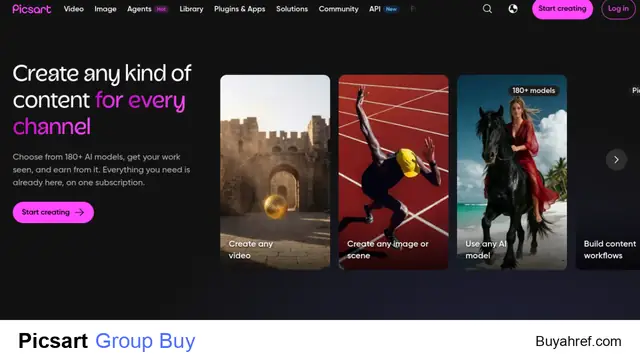 Picsart
Video
Image
Agents Hot
Library
Plugins & Apps
Solutions
Community
API New
Start creating
Log in
Create any kind of
content for every
channel
Choose from 180+ AI models, get your work
seen, and earn from it. Everything you need is
already here, on one subscription.
Start creating
Create any
video
Create any image or
scene
180+ models
Use any AI
model
Build content
workflows
Picsart Group Buy
Buyahref.com